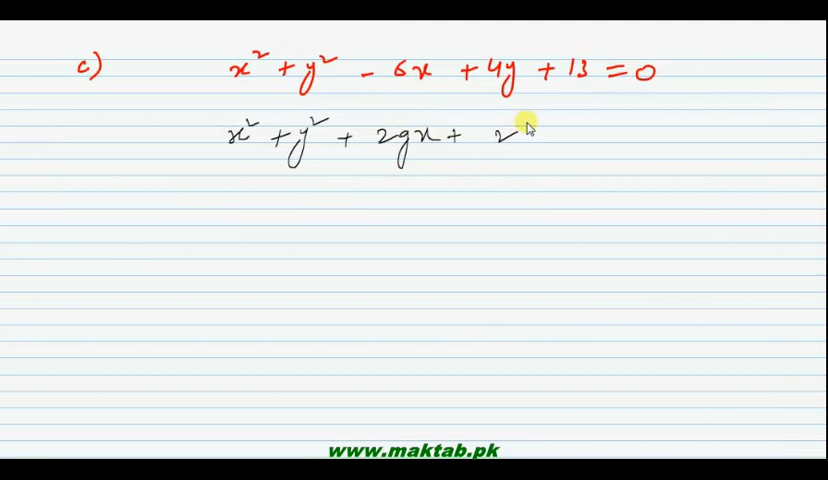 c) x² + y² - 6x + 4y + 13 = 0
x² + y² + 2gx + 2
www.maktab.pk